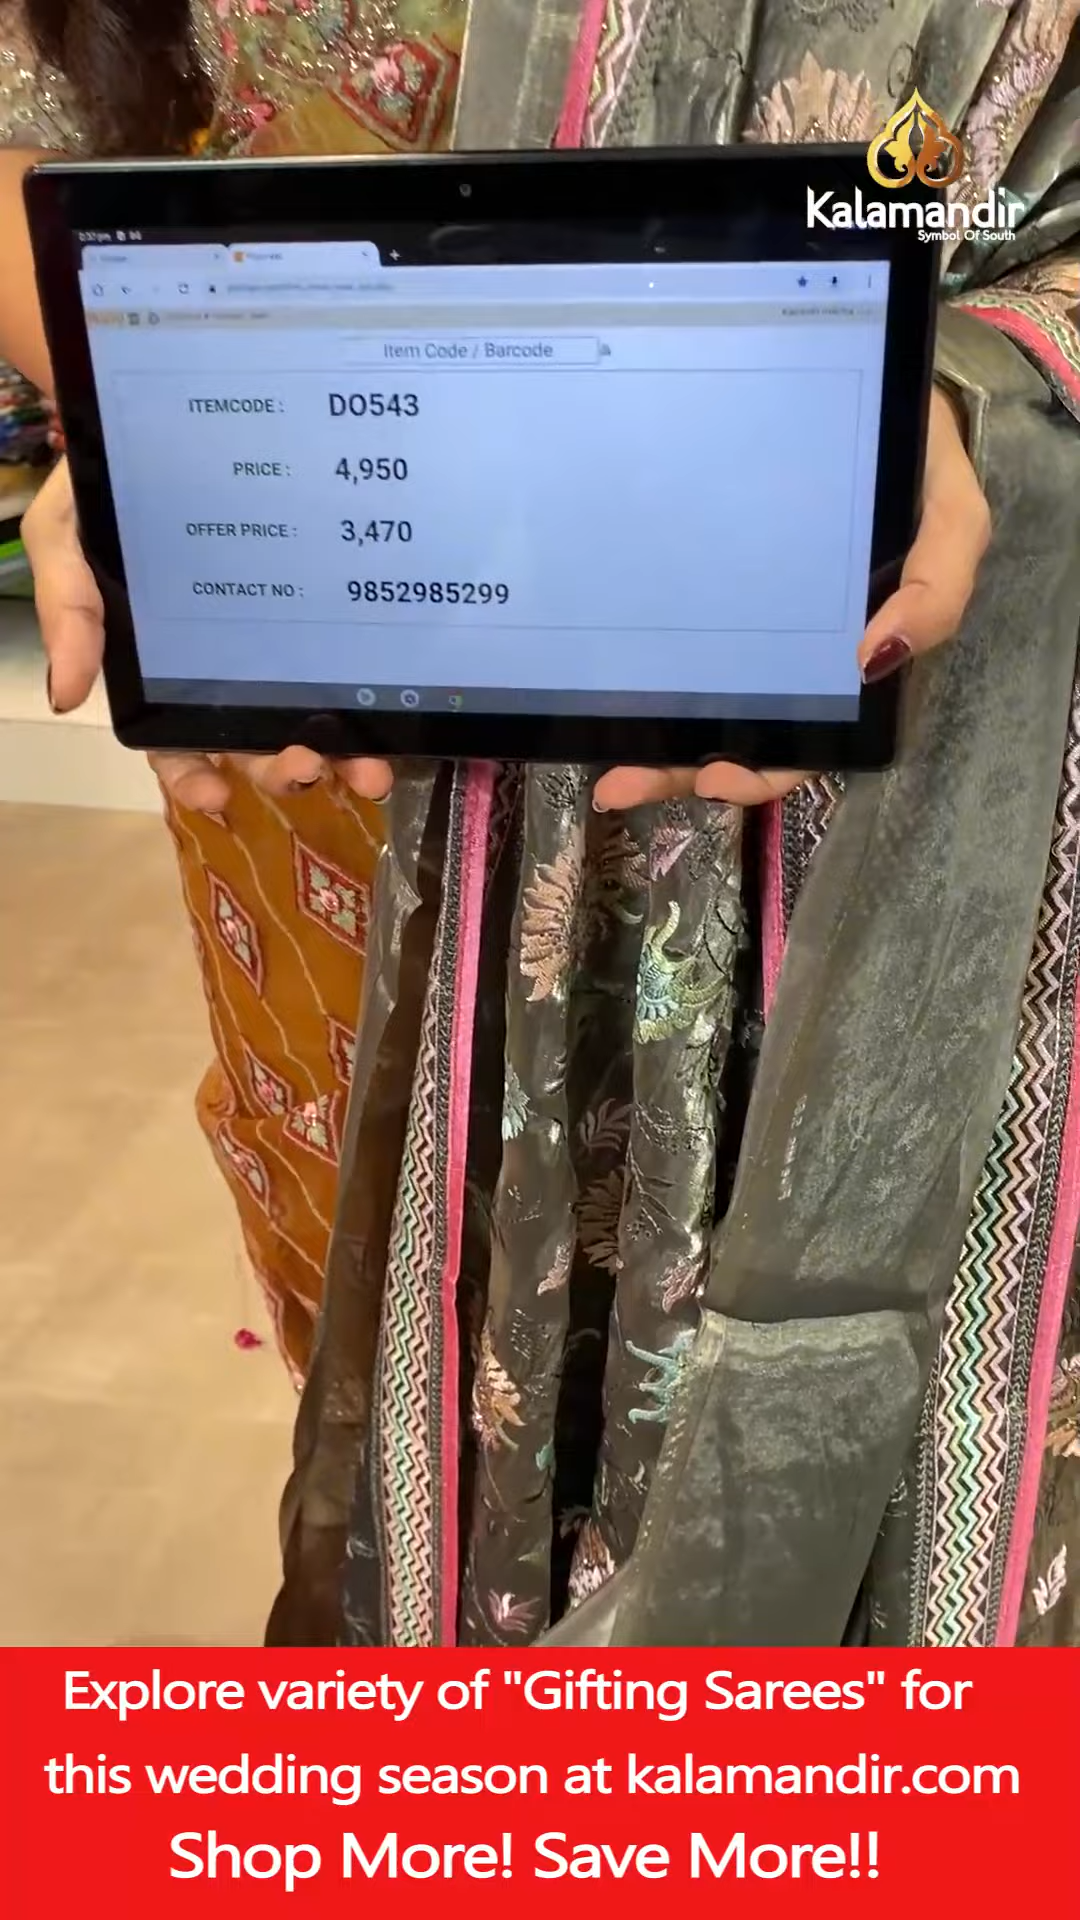 Kalamandir
Symbol Of South
Item Code / Barcode
ITEMCODE : DO543
PRICE : 4,950
OFFER PRICE : 3,470
CONTACT NO : 9852985299
Explore variety of "Gifting Sarees" for
this wedding season at kalamandir.com
Shop More! Save More!!